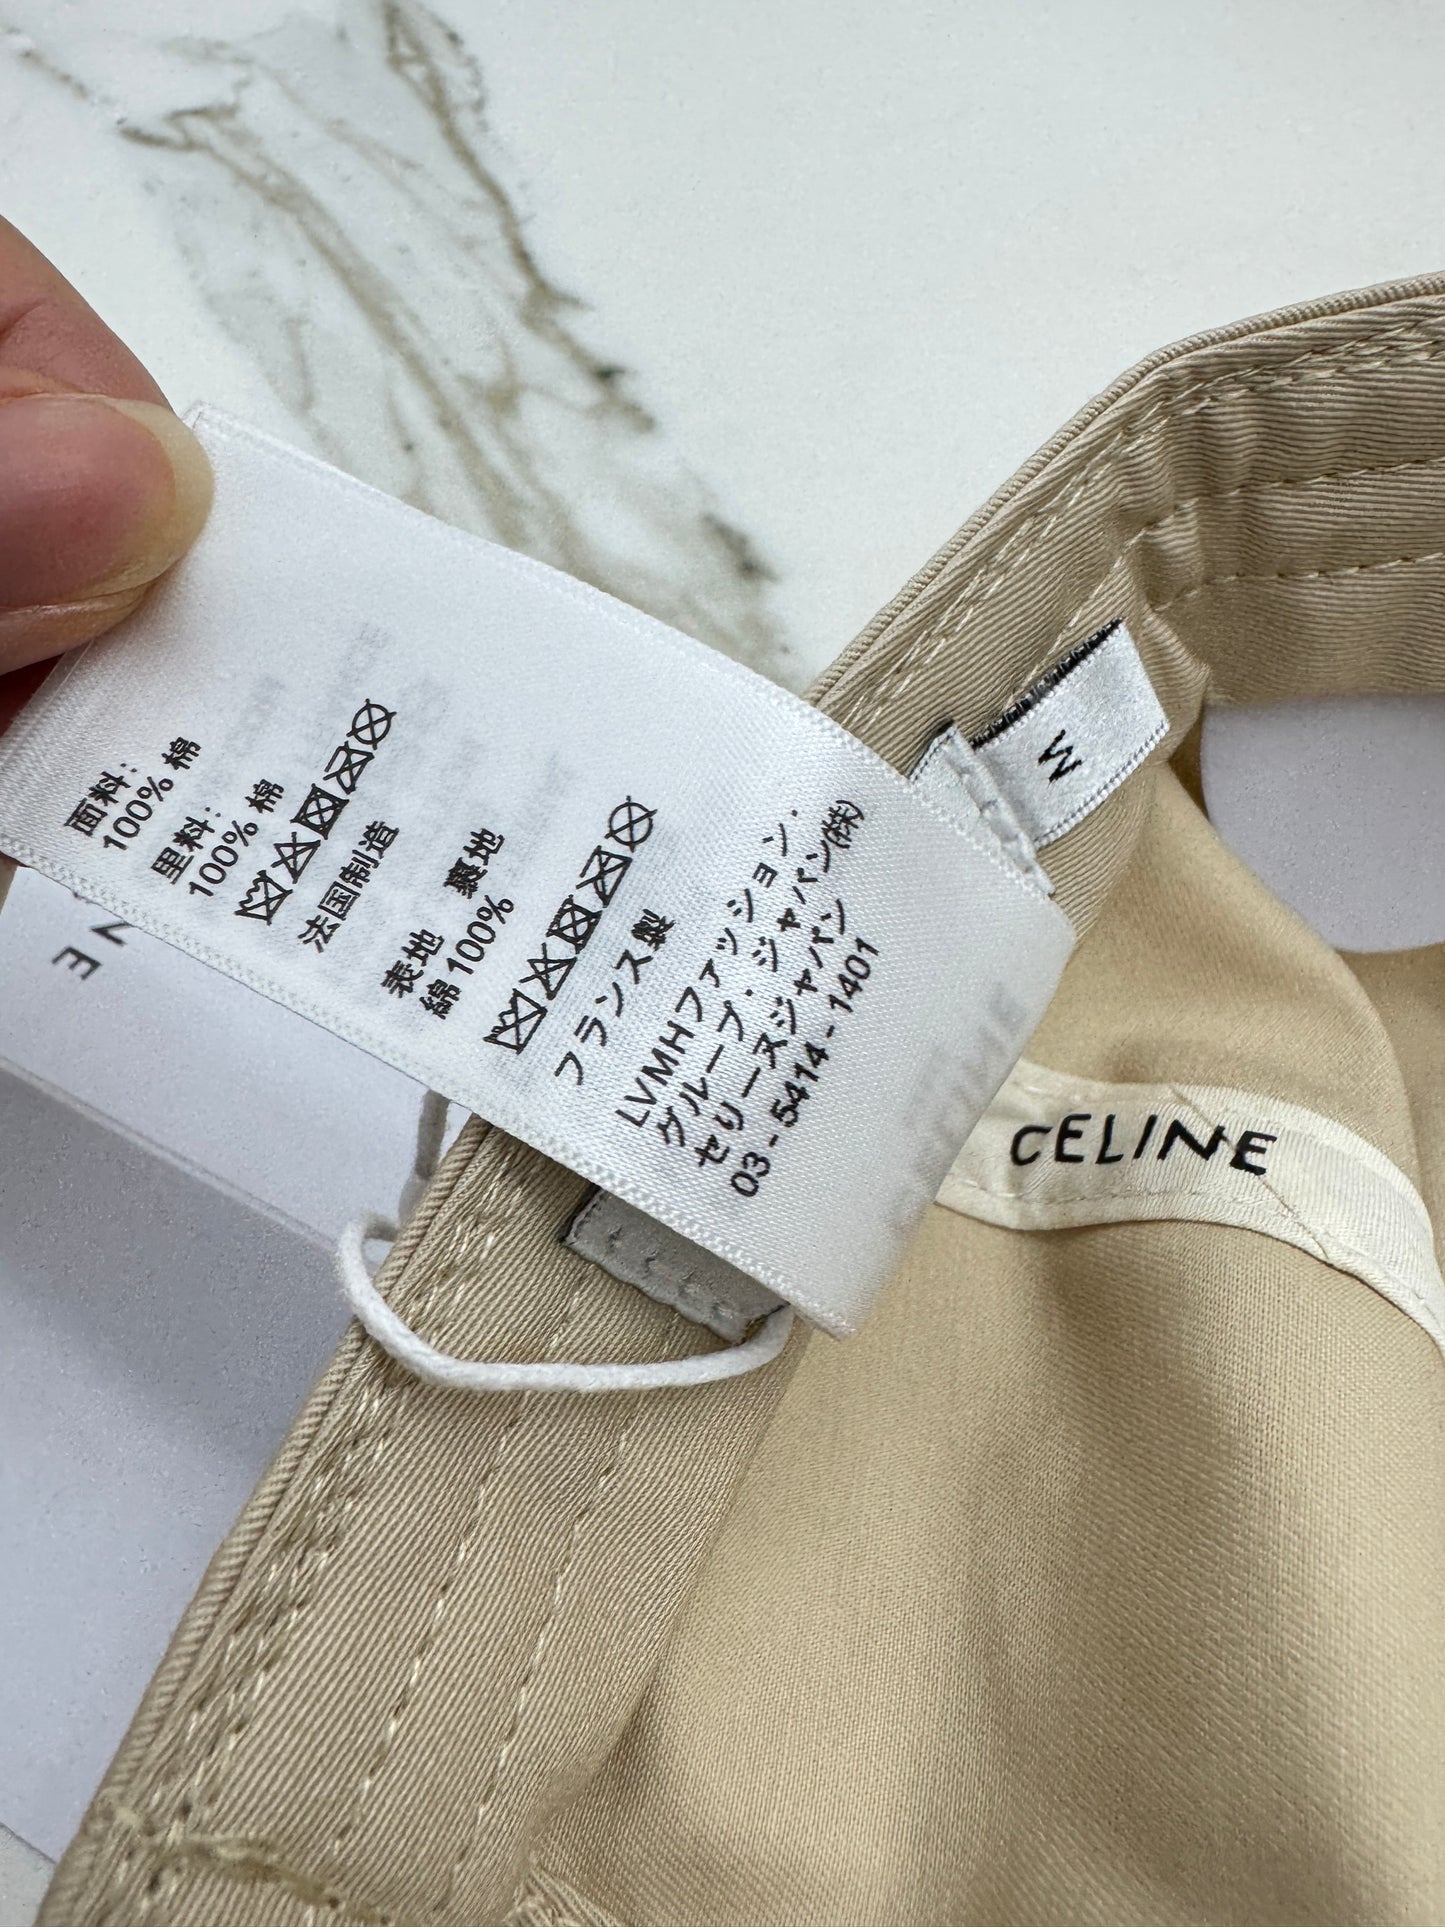 面料:
100% 棉
里料:
100% 棉
法国制造
表地 裏地
綿 100%
フランス製
LVMHファッション・
グループ・ジャパン㈱
セリーヌジャパン
03-5414-1401
M
CELINE
NE